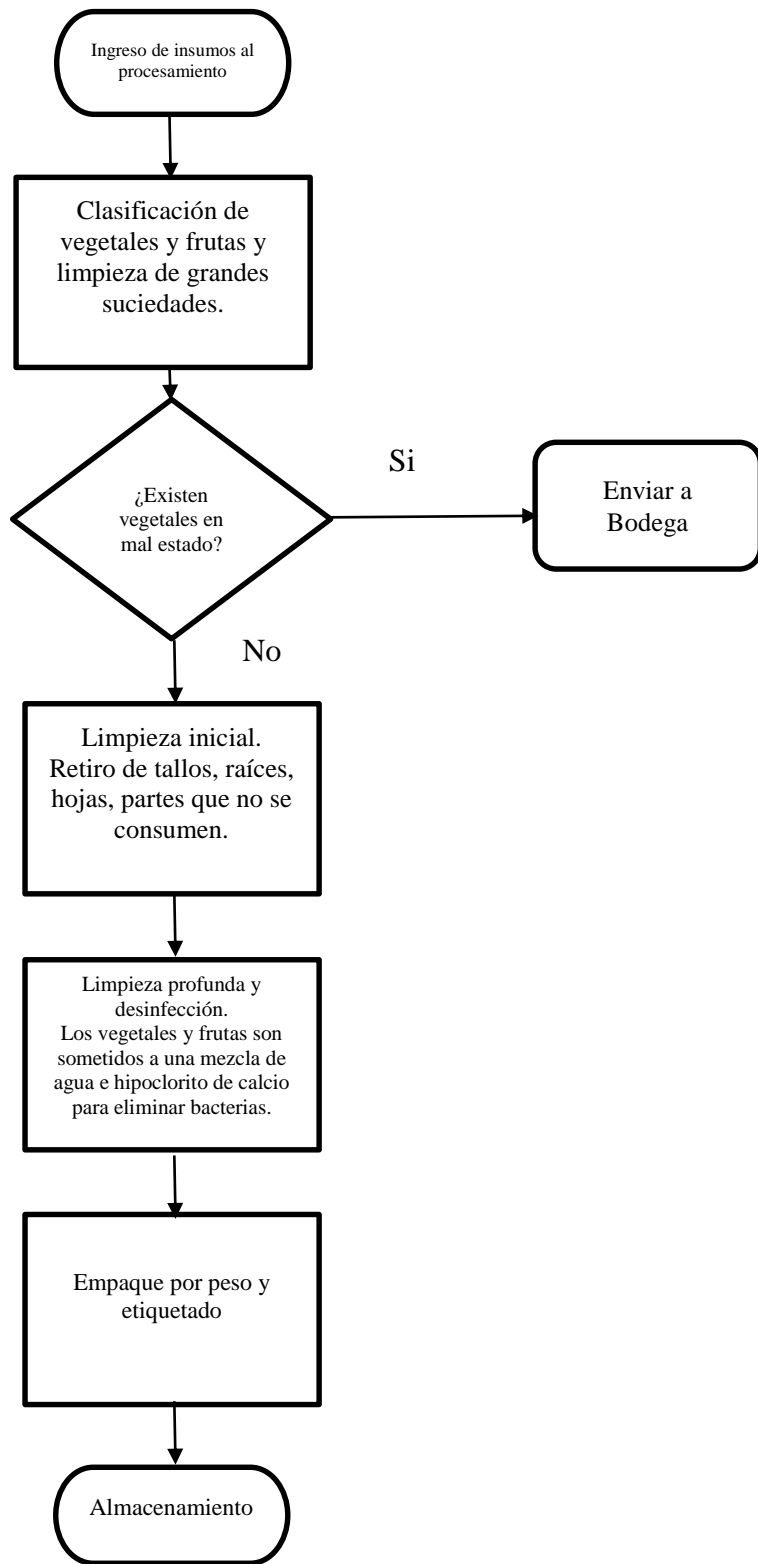 Ingreso de insumos al
procesamiento
Clasificación de
vegetales y frutas y
limpieza de grandes
suciedades.
¿Existen
vegetales en
mal estado?
Si
Enviar a
Bodega
No
Limpieza inicial.
Retiro de tallos, raíces,
hojas, partes que no se
consumen.
Limpieza profunda y
desinfección.
Los vegetales y frutas son
sometidos a una mezcla de
agua e hipoclorito de calcio
para eliminar bacterias.
Empaque por peso y
etiquetado
Almacenamiento